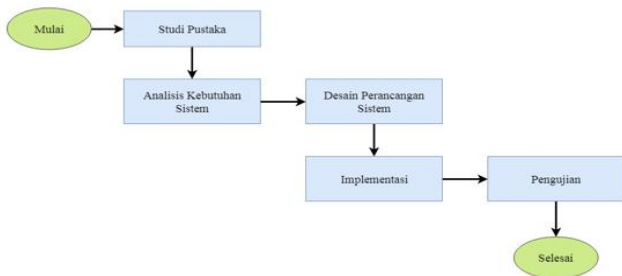 Mulai
Studi Pustaka
Analisis Kebutuhan
Sistem
Desain Perancangan
Sistem
Implementasi
Pengujian
Selesai